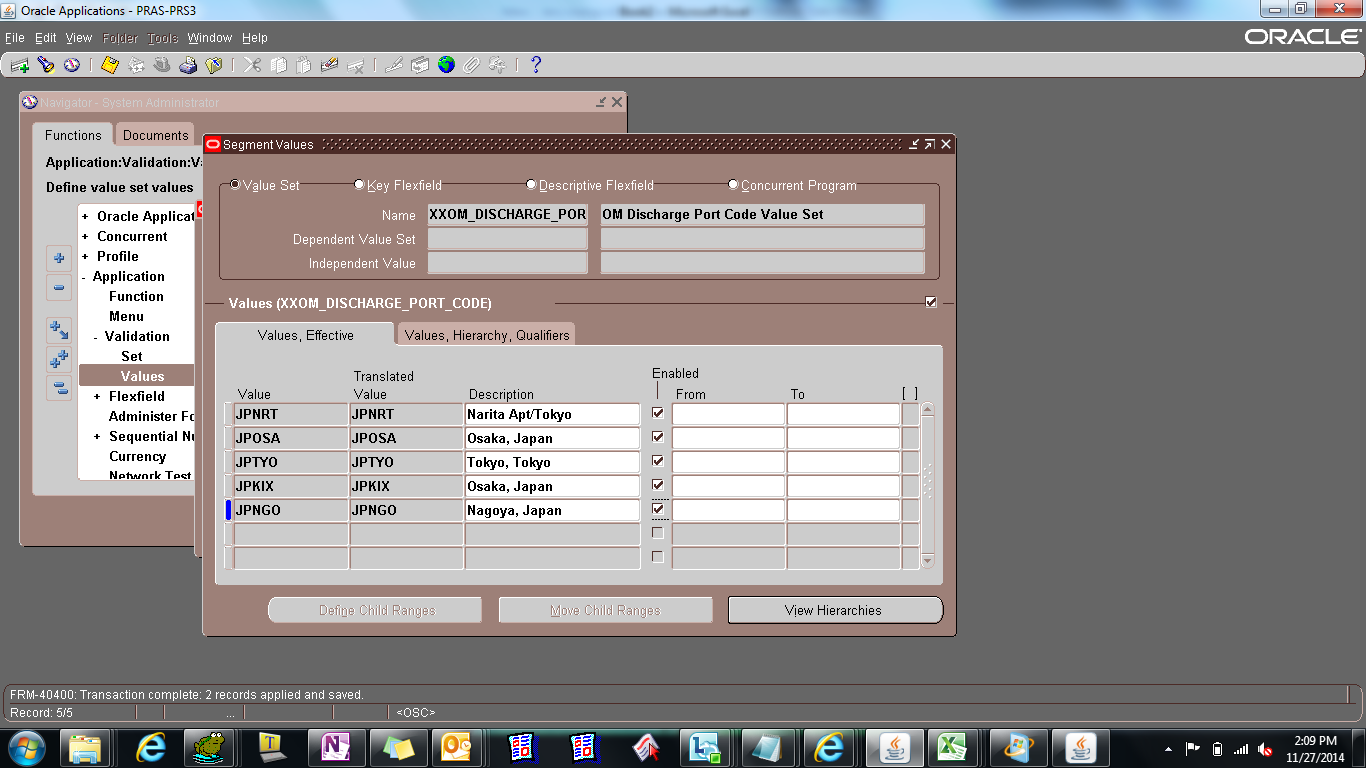 Oracle Applications - PRAS-PRS3
File Edit View Folder Tools Window Help
ORACLE
Navigator - System Administrator
Functions Documents
Application:Validation:Va
Define value set values
+ Oracle Applicat
+ Concurrent
+ Profile
- Application
Function
Menu
- Validation
Set
Values
+ Flexfield
Administer Fo
+ Sequential Nu
Currency
Network Test
Segment Values
Value Set Key Flexfield Descriptive Flexfield Concurrent Program
Name XXOM_DISCHARGE_POR OM Discharge Port Code Value Set
Dependent Value Set
Independent Value
Values (XXOM_DISCHARGE_PORT_CODE)
Values, Effective Values, Hierarchy, Qualifiers
Value Translated Value Description Enabled From To [ ]
JPNRT JPNRT Narita Apt/Tokyo
JPOSA JPOSA Osaka, Japan
JPTYO JPTYO Tokyo, Tokyo
JPKIX JPKIX Osaka, Japan
JPNGO JPNGO Nagoya, Japan
Define Child Ranges Move Child Ranges View Hierarchies
FRM-40400: Transaction complete: 2 records applied and saved.
Record: 5/5 ... <OSC>
2:09 PM
11/27/2014